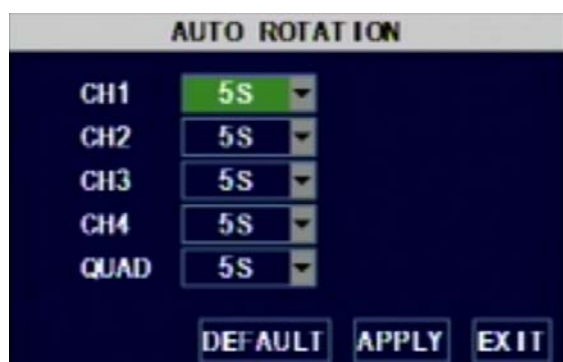 AUTO ROTATION
CH1 5S
CH2 5S
CH3 5S
CH4 5S
QUAD 5S
DEFAULT APPLY EXIT